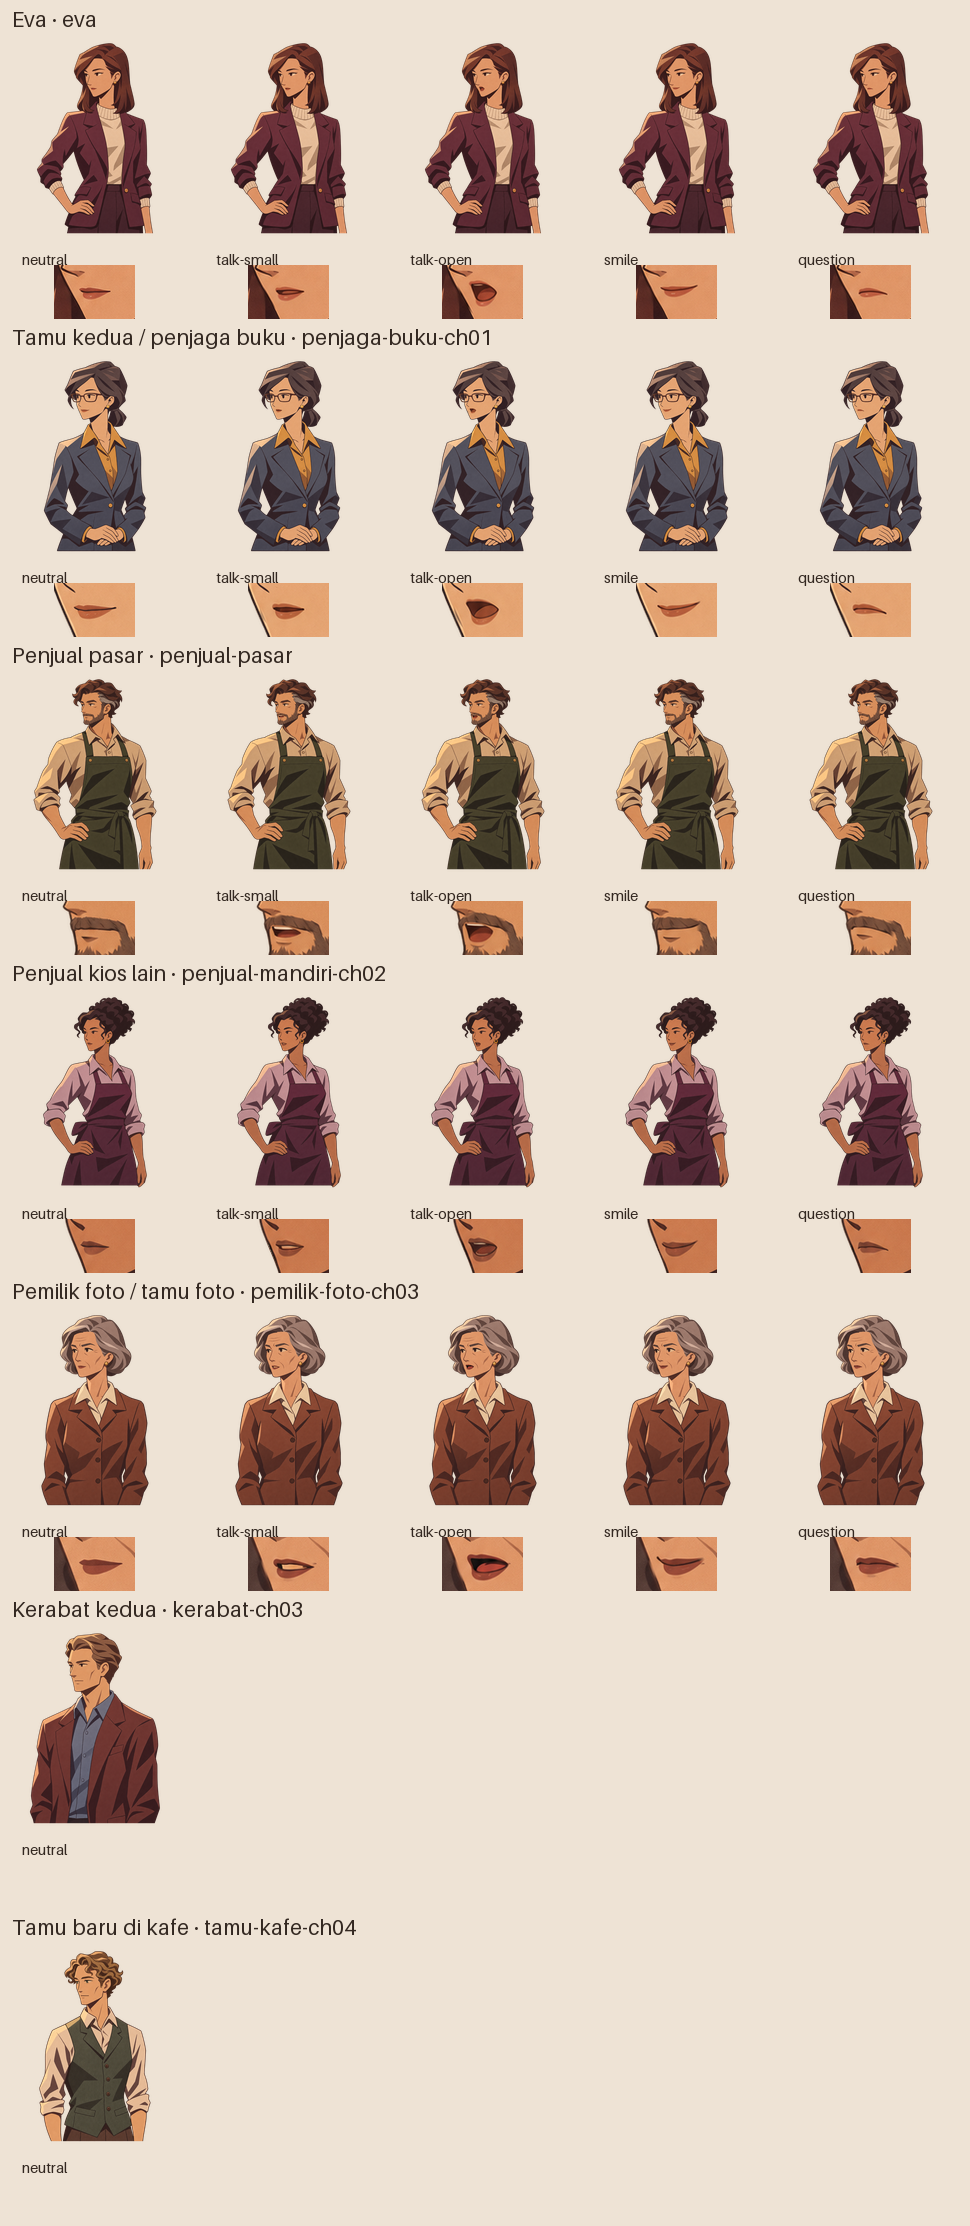 Eva · eva
neutral talk-small talk-open smile question
Tamu kedua / penjaga buku · penjaga-buku-ch01
neutral talk-small talk-open smile question
Penjual pasar · penjual-pasar
neutral talk-small talk-open smile question
Penjual kios lain · penjual-mandiri-ch02
neutral talk-small talk-open smile question
Pemilik foto / tamu foto · pemilik-foto-ch03
neutral talk-small talk-open smile question
Kerabat kedua · kerabat-ch03
neutral
Tamu baru di kafe · tamu-kafe-ch04
neutral